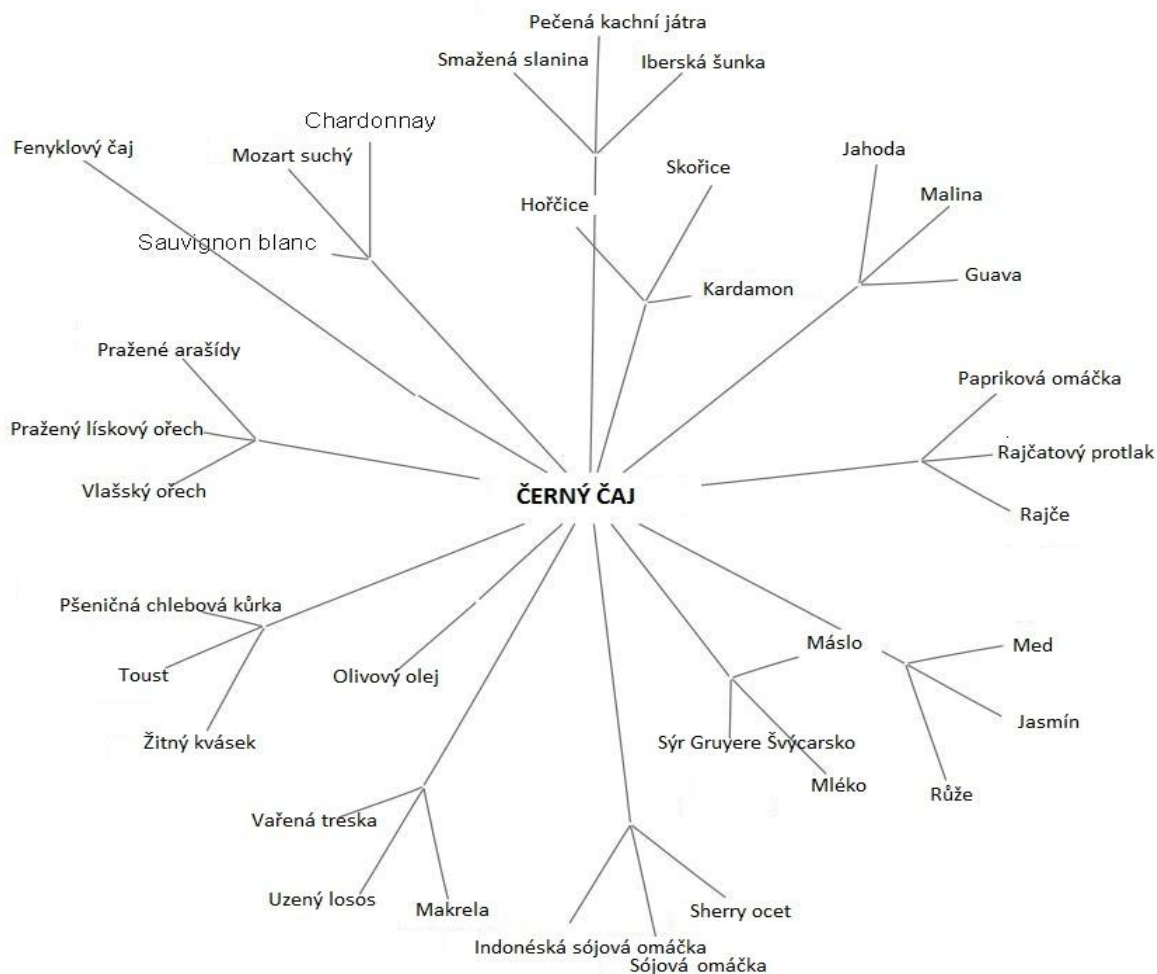 Pečená kachní játra
Smažená slanina
Iberská šunka
Chardonnay
Fenyklový čaj
Mozart suchý
Jahoda
Skořice
Malina
Hořčice
Sauvignon blanc
Guava
Kardamon
Pražené arašídy
Papriková omáčka
Pražený lískový ořech
Rajčatový protlak
Vlašský ořech
ČERNÝ ČAJ
Rajče
Pšeničná chlebová kůrka
Máslo
Med
Toust
Olivový olej
Jasmín
Žitný kvásek
Sýr Gruyere Švýcarsko
Mléko
Růže
Vařená treska
Uzený losos
Makrela
Sherry ocet
Indonéská sójová omáčka
Sójová omáčka